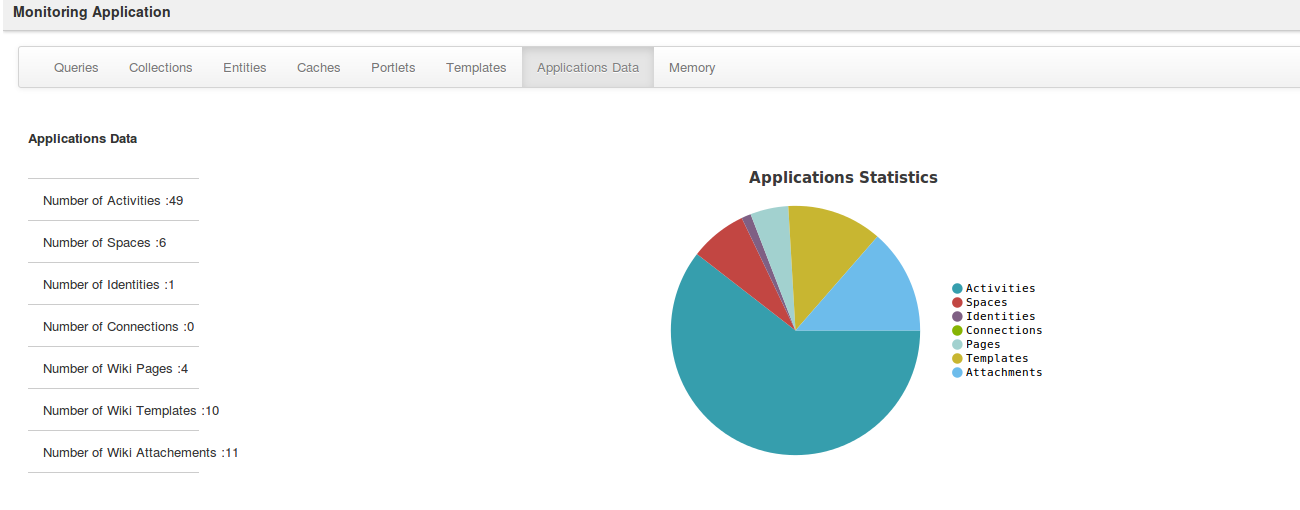 Monitoring Application
Queries Collections Entities Caches Portlets Templates Applications Data Memory
Applications Data
Number of Activities :49
Number of Spaces :6
Number of Identities :1
Number of Connections :0
Number of Wiki Pages :4
Number of Wiki Templates :10
Number of Wiki Attachements :11
Applications Statistics
Activities
Spaces
Identities
Connections
Pages
Templates
Attachments